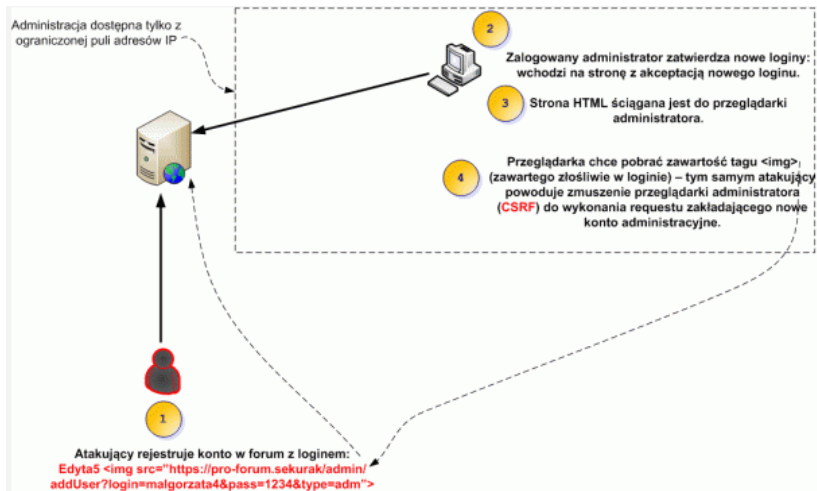 Administracja dostępna tylko z
ograniczonej puli adresów IP
2
Zalogowany administrator zatwierdza nowe loginy:
wchodzi na stronę z akceptacją nowego loginu.
3
Strona HTML ściągana jest do przeglądarki
administratora.
4
Przeglądarka chce pobrać zawartość tagu <img>
(zawartego złośliwie w loginie) – tym samym atakujący
powoduje zmuszenie przeglądarki administratora
(CSRF) do wykonania requestu zakładającego nowe
konto administracyjne.
1
Atakujący rejestruje konto w forum z loginem:
Edyta5 <img src="https://pro-forum.sekurak/admin/
addUser?login=malgorzata4&pass=1234&type=adm">